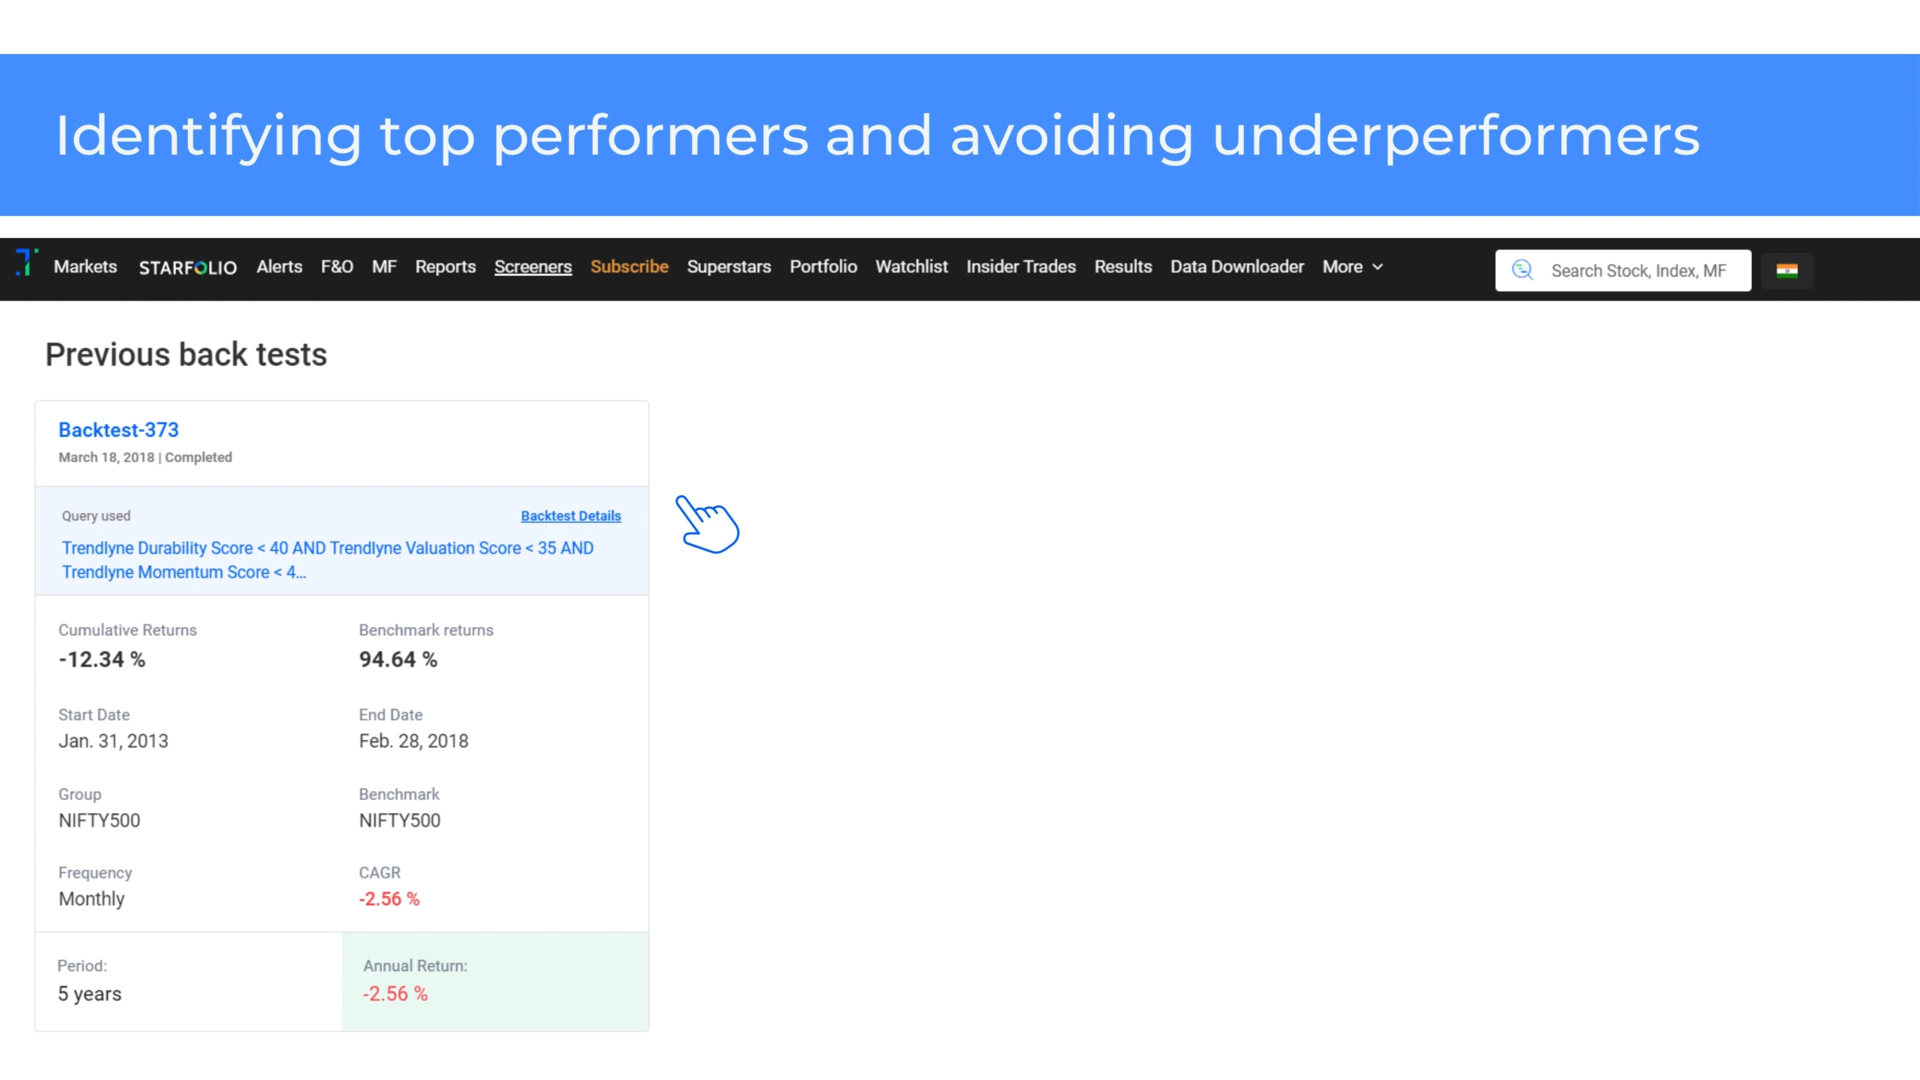 Identifying top performers and avoiding underperformers
Markets STARFOLIO Alerts F&O MF Reports Screeners Subscribe Superstars Portfolio Watchlist Insider Trades Results Data Downloader More Search Stock, Index, MF
Previous back tests
Backtest-373
March 18, 2018 | Completed
Query used Backtest Details
Trendlyne Durability Score < 40 AND Trendlyne Valuation Score < 35 AND
Trendlyne Momentum Score < 4...
Cumulative Returns Benchmark returns
-12.34 % 94.64 %
Start Date End Date
Jan. 31, 2013 Feb. 28, 2018
Group Benchmark
NIFTY500 NIFTY500
Frequency CAGR
Monthly -2.56 %
Period: Annual Return:
5 years -2.56 %